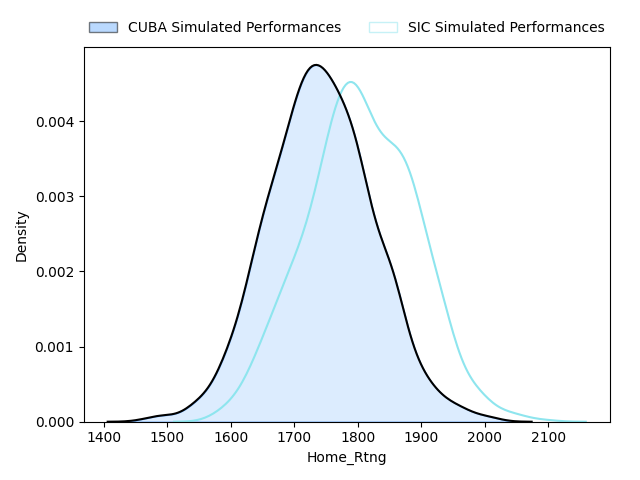 CUBA Simulated Performances SIC Simulated Performances
0.004
0.003
0.002
0.001
0.000
Density
1400 1500 1600 1700 1800 1900 2000 2100
Home_Rtng